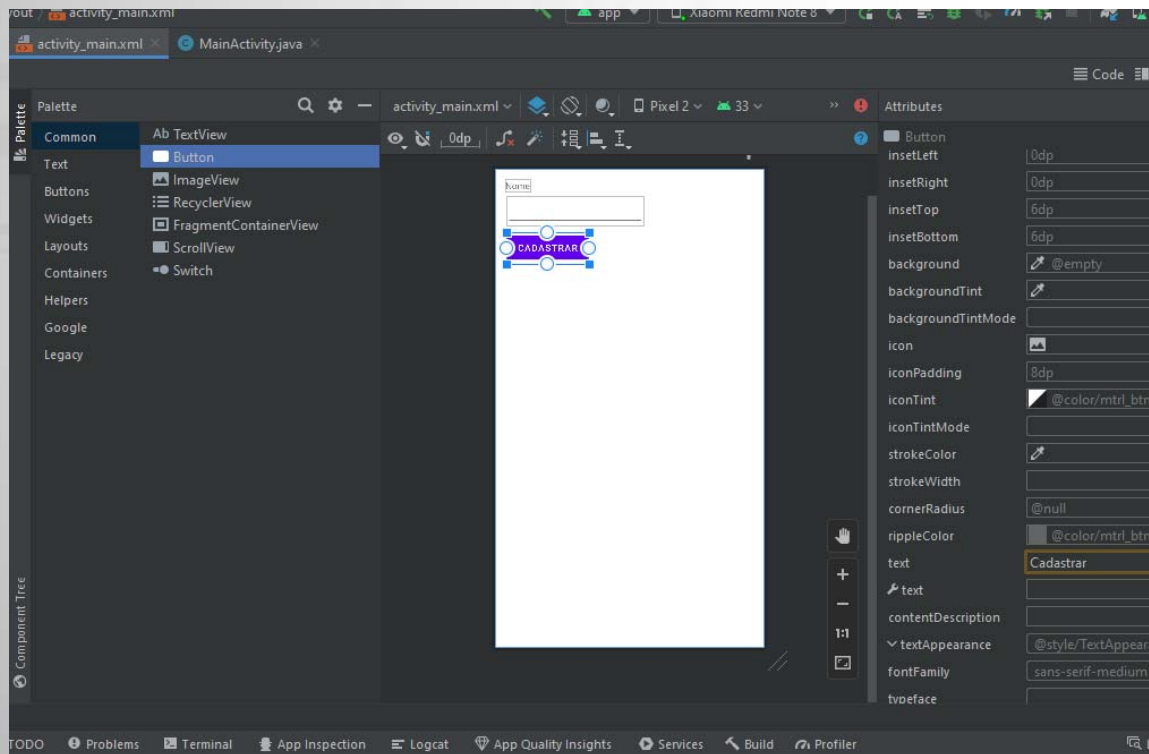 activity_main.xml
app
Xiaomi Redmi Note 8
activity_main.xml
MainActivity.java
Code
Palette
Palette
activity_main.xml
Pixel 2
33
Attributes
Common
Text
Buttons
Widgets
Layouts
Containers
Helpers
Google
Legacy
Ab TextView
Button
ImageView
RecyclerView
FragmentContainerView
ScrollView
Switch
0dp
Nome
CADASTRAR
1:1
Button
insetLeft 0dp
insetRight 0dp
insetTop 6dp
insetBottom 6dp
background @empty
backgroundTint
backgroundTintMode
icon
iconPadding 8dp
iconTint @color/mtrl_btn
iconTintMode
strokeColor
strokeWidth
cornerRadius @null
rippleColor @color/mtrl_btn
text Cadastrar
text
contentDescription
textAppearance @style/TextAppear
fontFamily sans-serif-medium
typeface
Component Tree
TODO Problems Terminal App Inspection Logcat App Quality Insights Services Build Profiler